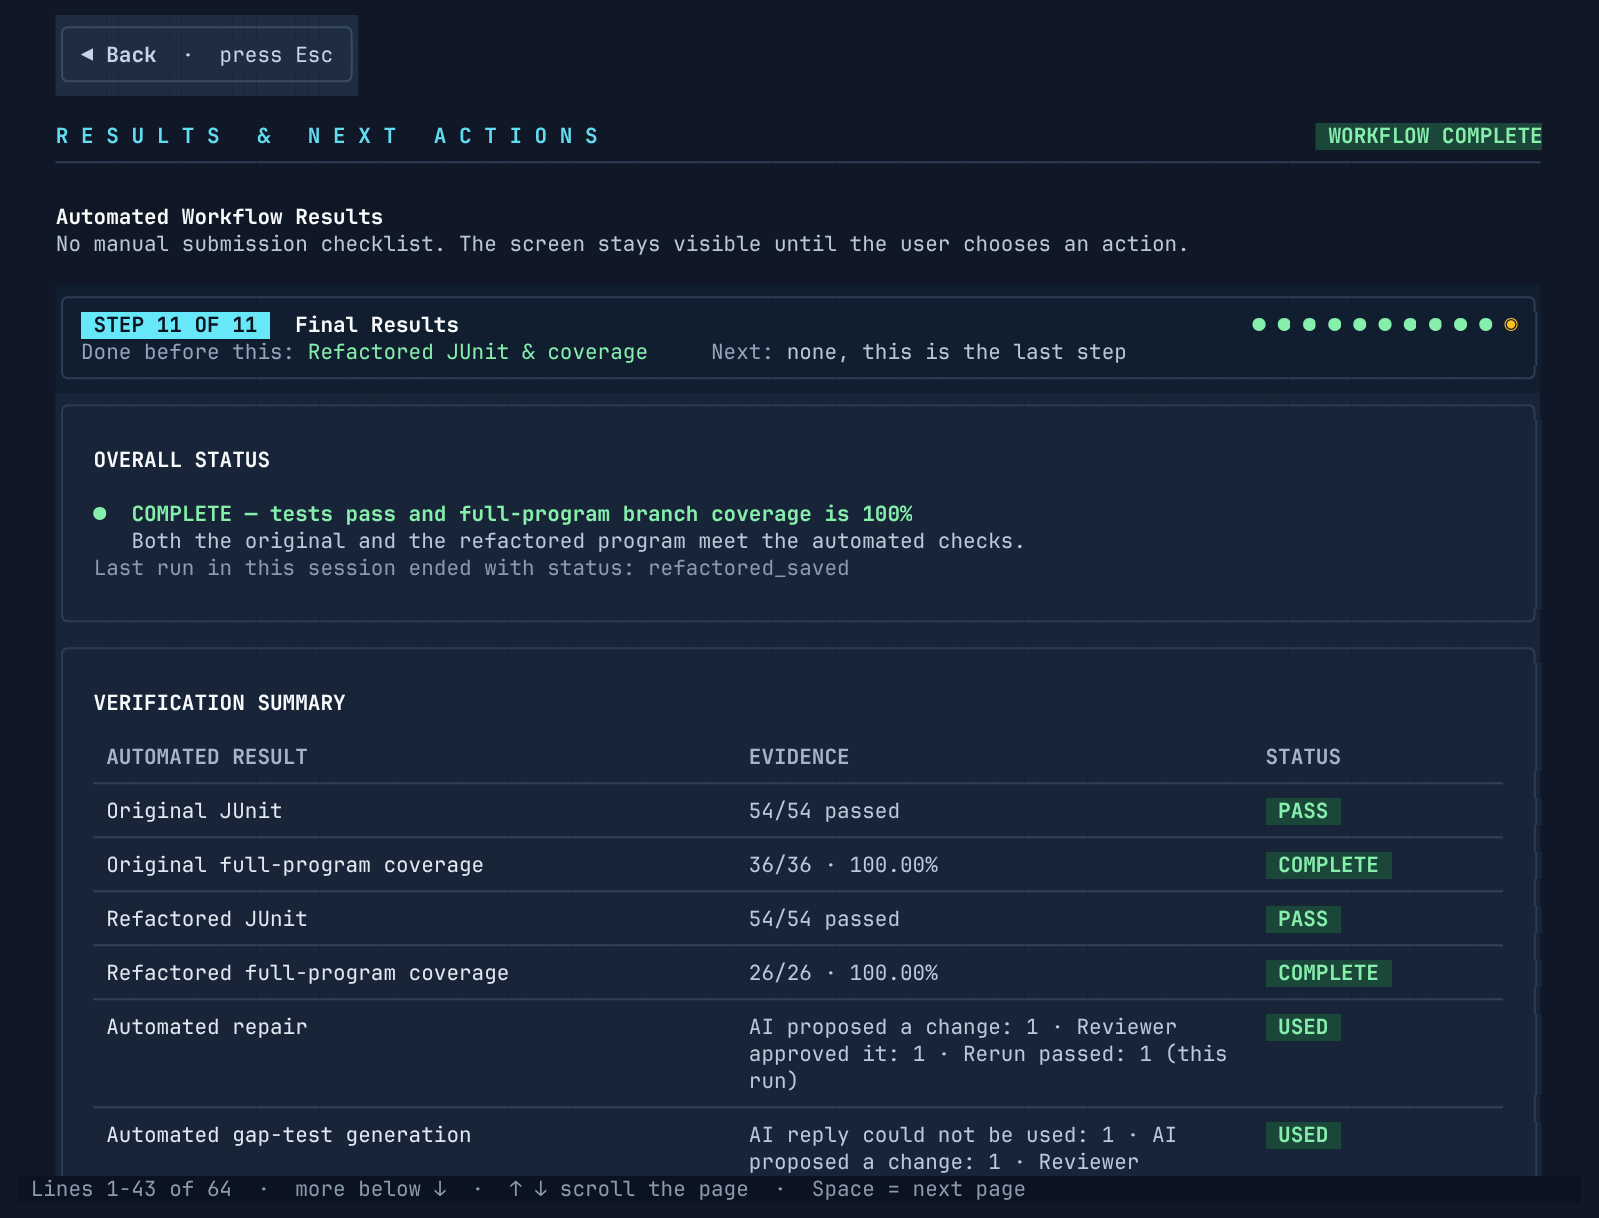 ◄ Back · press Esc
RESULTS & NEXT ACTIONS WORKFLOW COMPLETE
Automated Workflow Results
No manual submission checklist. The screen stays visible until the user chooses an action.
STEP 11 OF 11 Final Results
Done before this: Refactored JUnit & coverage Next: none, this is the last step
OVERALL STATUS
COMPLETE — tests pass and full-program branch coverage is 100%
Both the original and the refactored program meet the automated checks.
Last run in this session ended with status: refactored_saved
VERIFICATION SUMMARY
AUTOMATED RESULT EVIDENCE STATUS
Original JUnit 54/54 passed PASS
Original full-program coverage 36/36 · 100.00% COMPLETE
Refactored JUnit 54/54 passed PASS
Refactored full-program coverage 26/26 · 100.00% COMPLETE
Automated repair AI proposed a change: 1 · Reviewer USED
approved it: 1 · Rerun passed: 1 (this
run)
Automated gap-test generation AI reply could not be used: 1 · AI USED
proposed a change: 1 · Reviewer
Lines 1-43 of 64 · more below ↓ · ↑ ↓ scroll the page · Space = next page